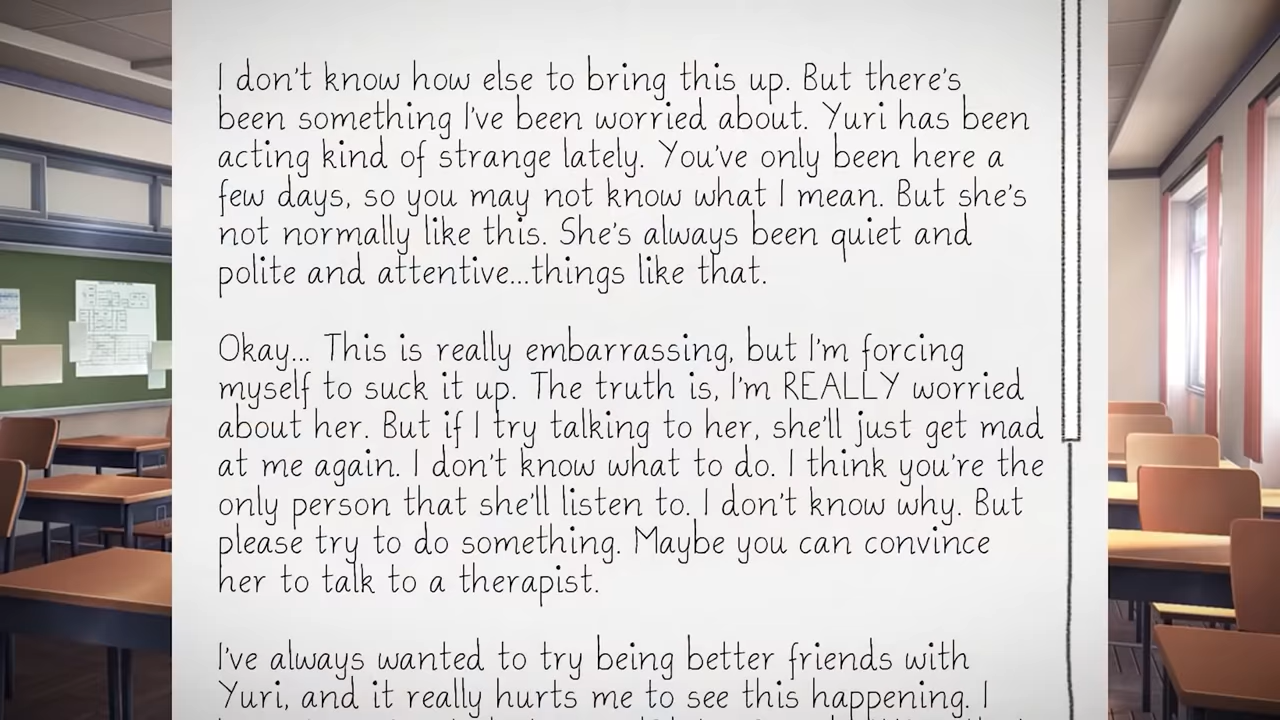 I don't know how else to bring this up. But there's
been something I've been worried about. Yuri has been
acting kind of strange lately. You've only been here a
few days, so you may not know what I mean. But she's
not normally like this. She's always been quiet and
polite and attentive...things like that.
Okay... This is really embarrassing, but I'm forcing
myself to suck it up. The truth is, I'm REALLY worried
about her. But if I try talking to her, she'll just get mad
at me again. I don't know what to do. I think you're the
only person that she'll listen to. I don't know why. But
please try to do something. Maybe you can convince
her to talk to a therapist.
I've always wanted to try being better friends with
Yuri, and it really hurts me to see this happening. I